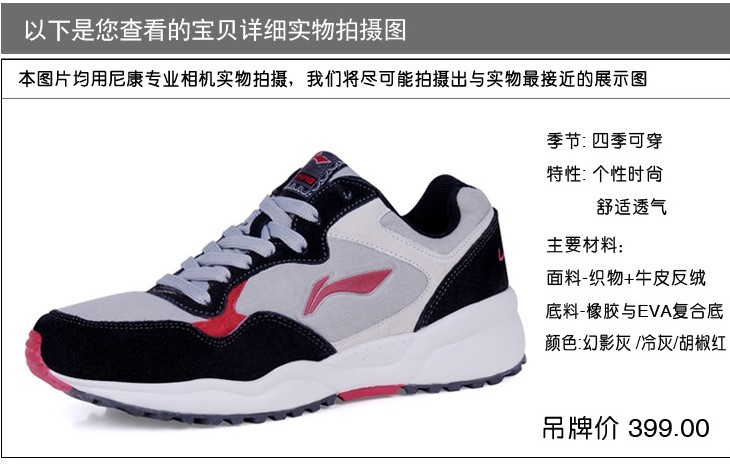 以下是您查看的宝贝详细实物拍摄图
本图片均用尼康专业相机实物拍摄，我们将尽可能拍摄出与实物最接近的展示图
季节: 四季可穿
特性: 个性时尚
舒适透气
主要材料：
面料-织物+牛皮反绒
底料-橡胶与EVA复合底
颜色:幻影灰 /冷灰/胡椒红
吊牌价 399.00